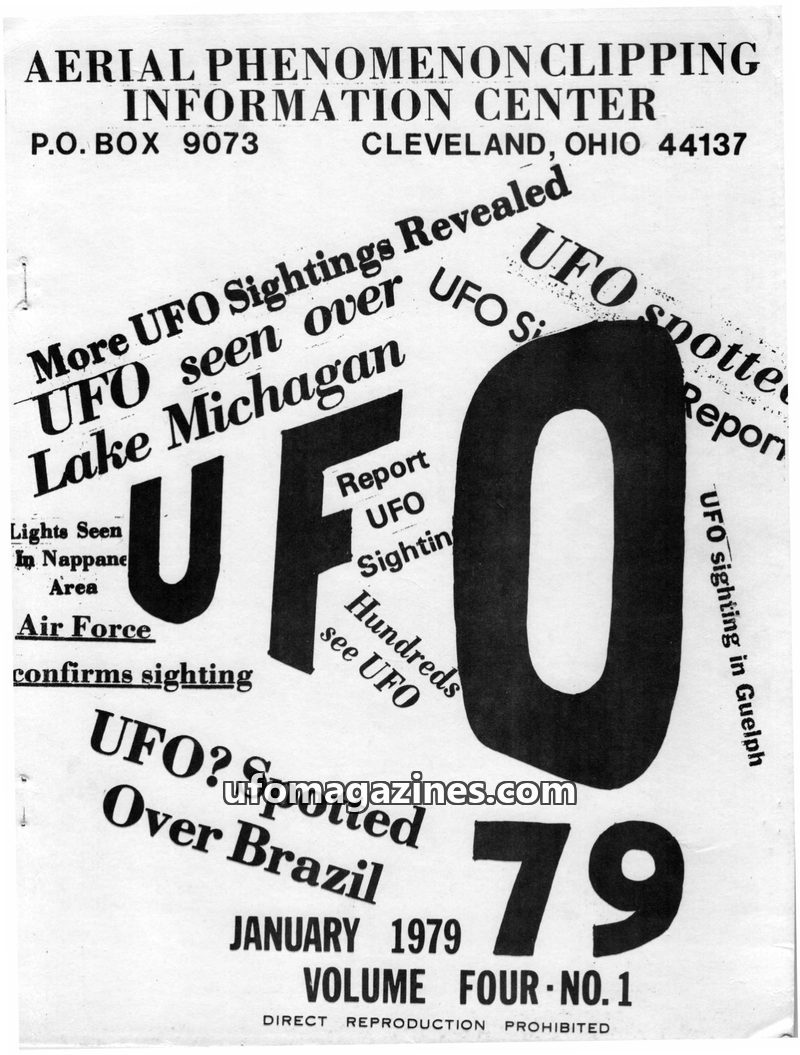 AERIAL PHENOMENON CLIPPING
INFORMATION CENTER
P.O. BOX 9073 CLEVELAND, OHIO 44137
More UFO Sightings Revealed
UFO seen over
Lake Michagan
UFO Si
UFO spotted
Report
UFO
Report
UFO
Sightin
Lights Seen
In Nappane
Area
Air Force
confirms sighting
Hundreds
see UFO
UFO sighting in Guelph
UFO? Spotted
Over Brazil
ufomagazines.com
79
JANUARY 1979
VOLUME FOUR · NO. 1
DIRECT REPRODUCTION PROHIBITED